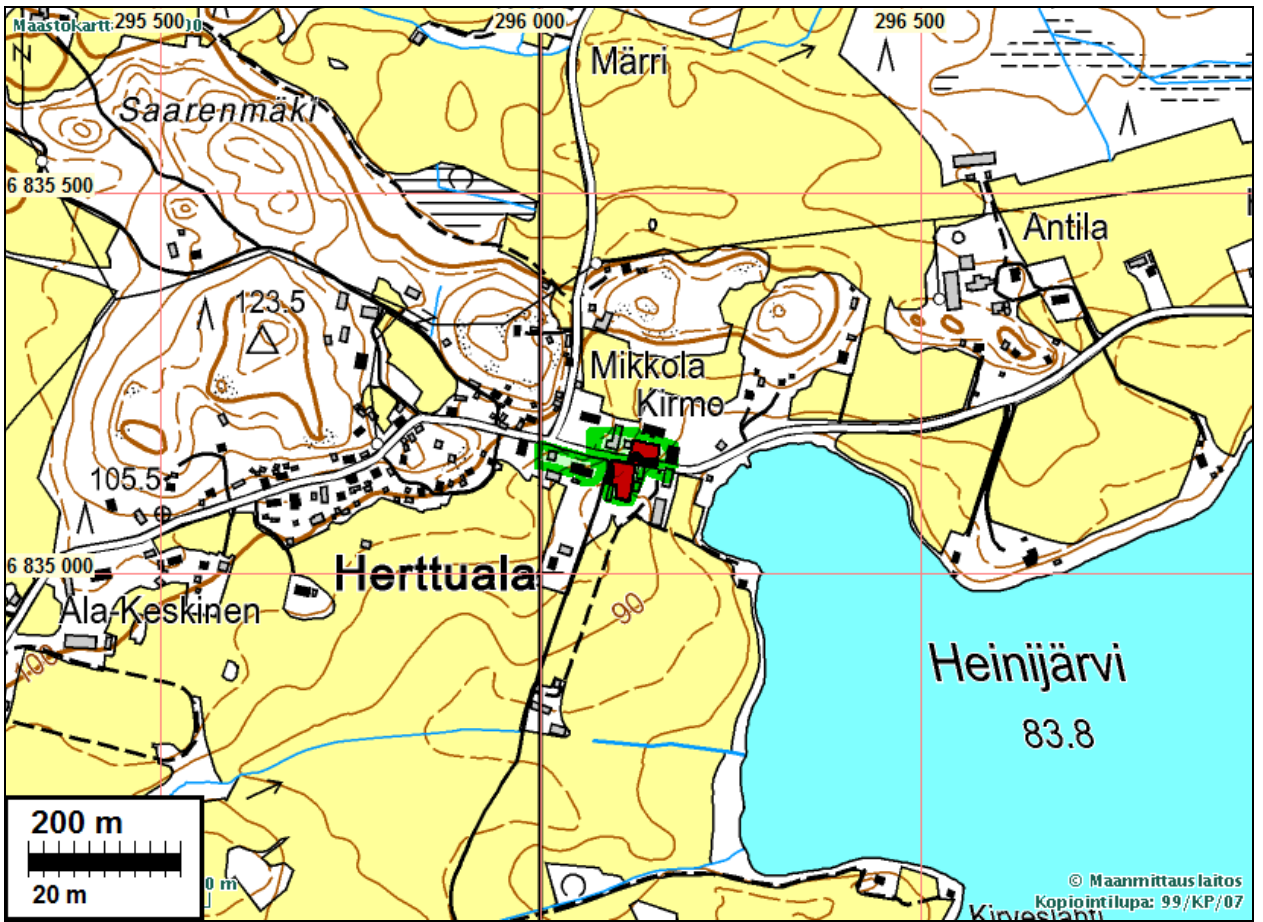 295 500
296 000
296 500
Maastokartt
Märri
N
Saarenmäki
6 835 500
Antila
123.5
Mikkola
Kirmo
105.5
6 835 000
Herttuala
Ala-Keskinen
90
100
Heinijärvi
83.8
200 m
20 m
0 m
© Maanmittauslaitos
Kopiointilupa: 99/KP/07